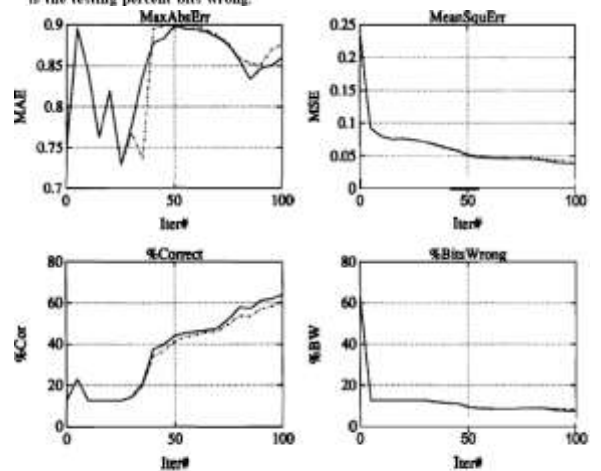 is the testing percent bits wrong.
MaxAbsErr
MeanSquErr
0.9
0.85
0.8
0.75
0.7
MAE
0
50
100
Iter#
0.25
0.2
0.15
0.1
0.05
0
MSE
0
50
100
Iter#
%Correct
%BitsWrong
80
60
40
20
0
%Cor
0
50
100
Iter#
80
60
40
20
0
%BW
0
50
100
Iter#